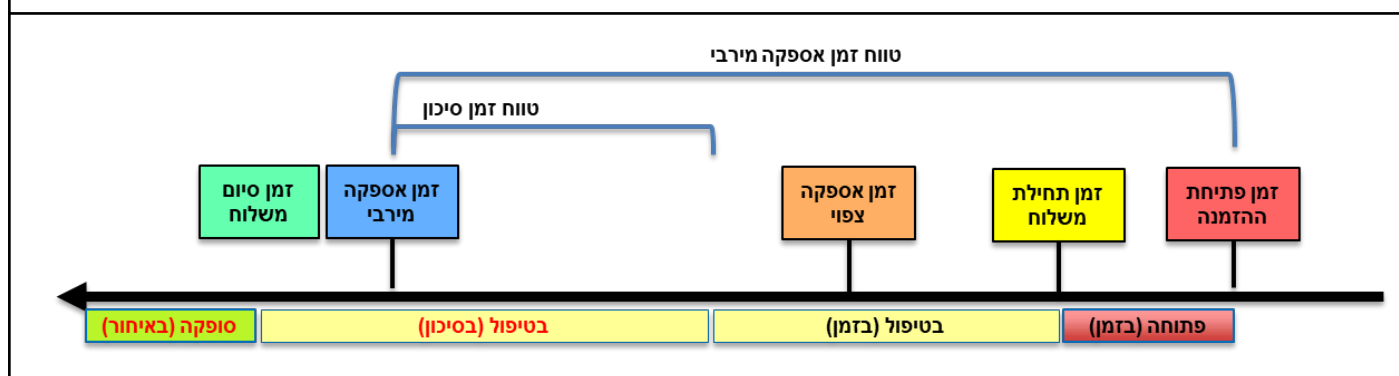 טווח זמן אספקה מירבי
טווח זמן סיכון
זמן פתיחת
ההזמנה
זמן תחילת
משלוח
זמן אספקה
צפוי
זמן אספקה
מירבי
זמן סיום
משלוח
פתוחה (בזמן)
בטיפול (בזמן)
בטיפול (בסיכון)
סופקה (באיחור)